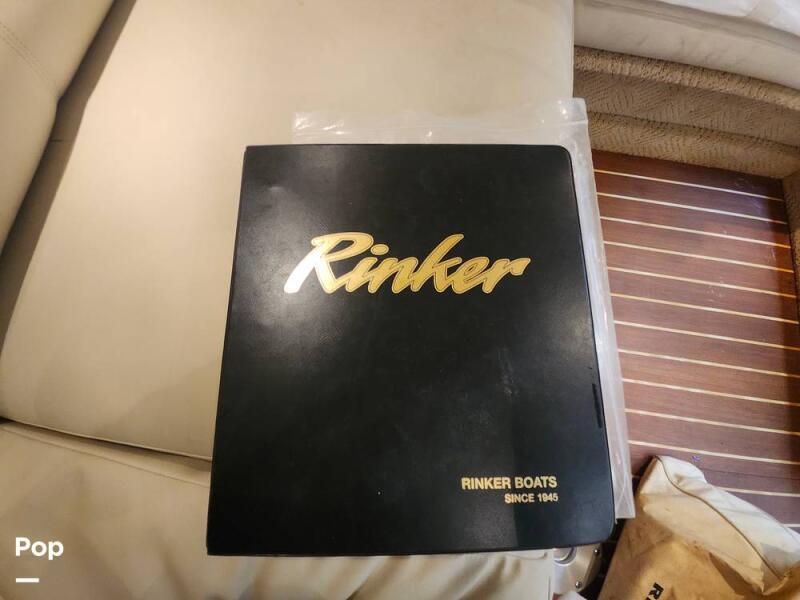 Rinker
RINKER BOATS
SINCE 1945
Pop
R